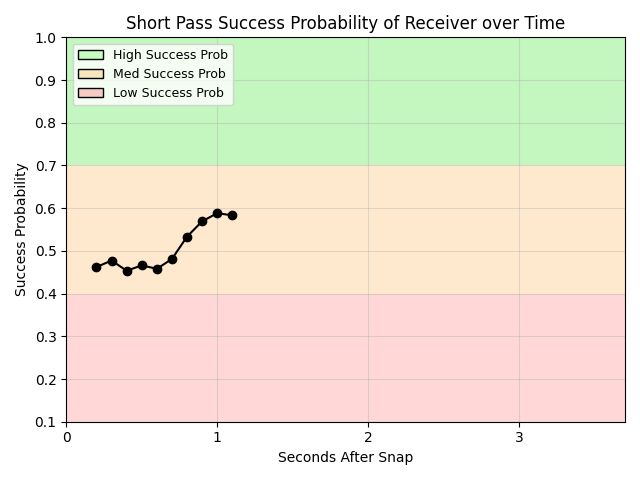 Short Pass Success Probability of Receiver over Time
High Success Prob
Med Success Prob
Low Success Prob
Success Probability
1.0
0.9
0.8
0.7
0.6
0.5
0.4
0.3
0.2
0.1
0 1 2 3
Seconds After Snap